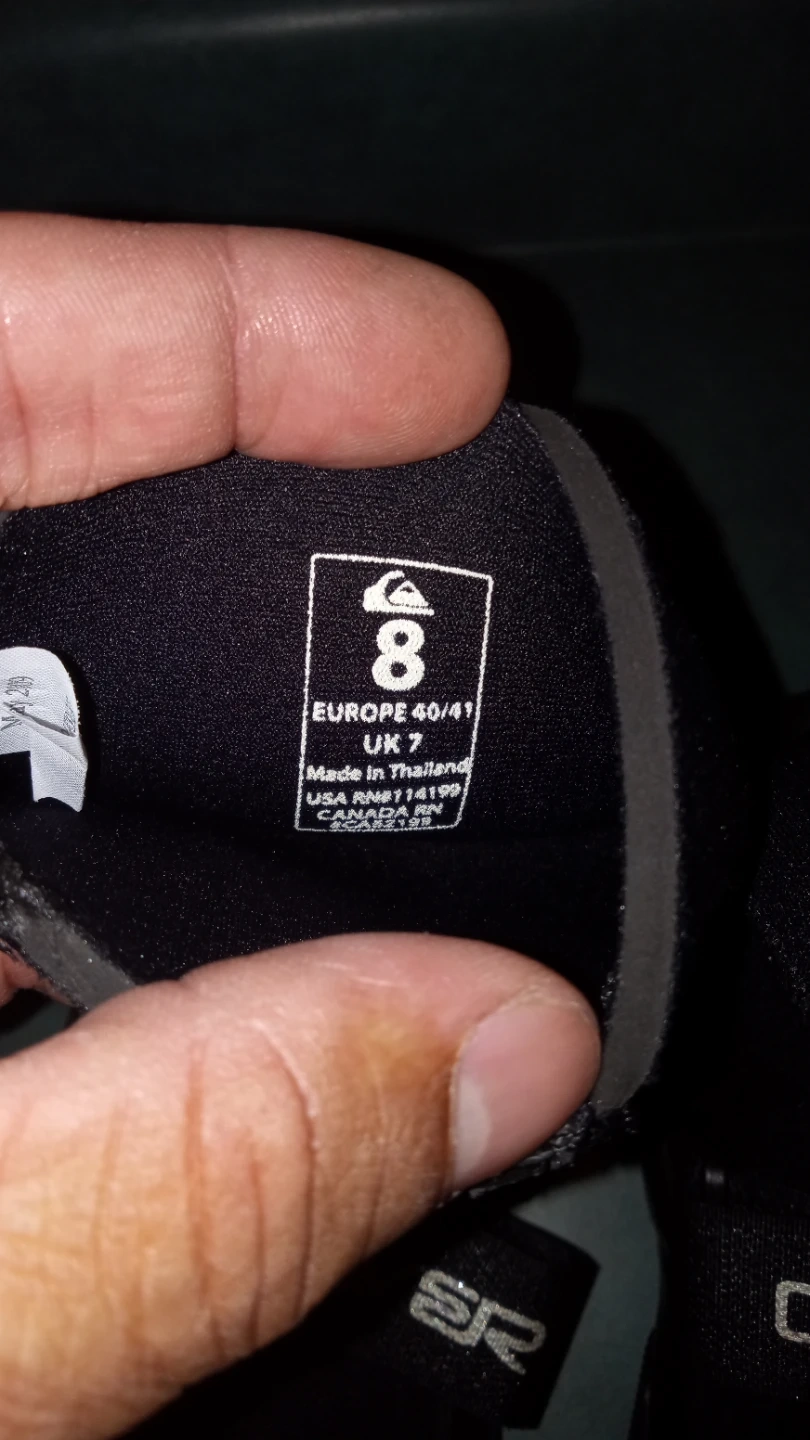 8
EUROPE 40/41
UK 7
Made in Thailand
USA RN#114199
CANADA RN
#CA52199